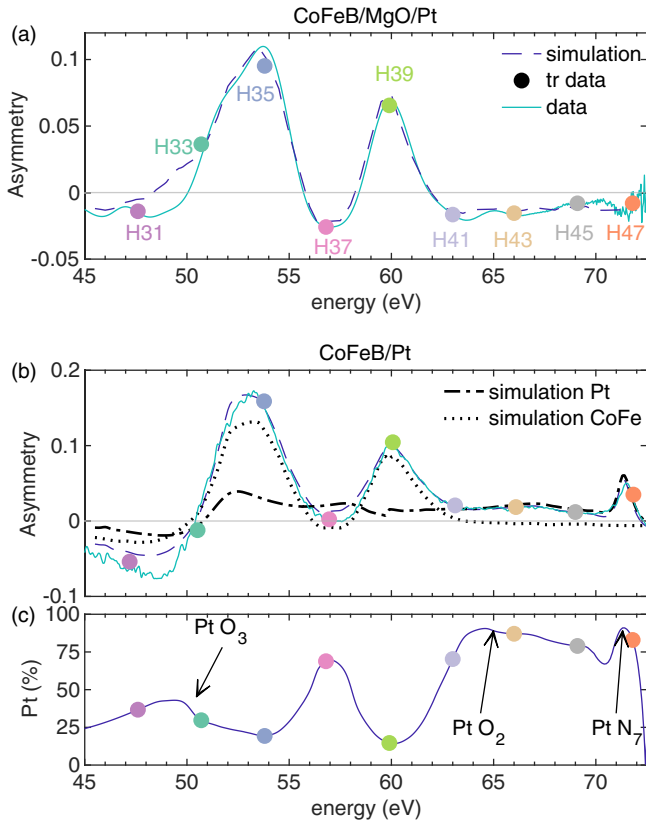 CoFeB/MgO/Pt
(a)
0.1
0.05
0
-0.05
Asymmetry
simulation
tr data
data
H31
H33
H35
H37
H39
H41
H43
H45
H47
45 50 55 60 65 70
energy (eV)
CoFeB/Pt
(b)
0.2
0.1
0
-0.1
Asymmetry
simulation Pt
simulation CoFe
(c)
100
75
50
25
0
Pt (%)
Pt O3
Pt O2
Pt N7
45 50 55 60 65 70
energy (eV)